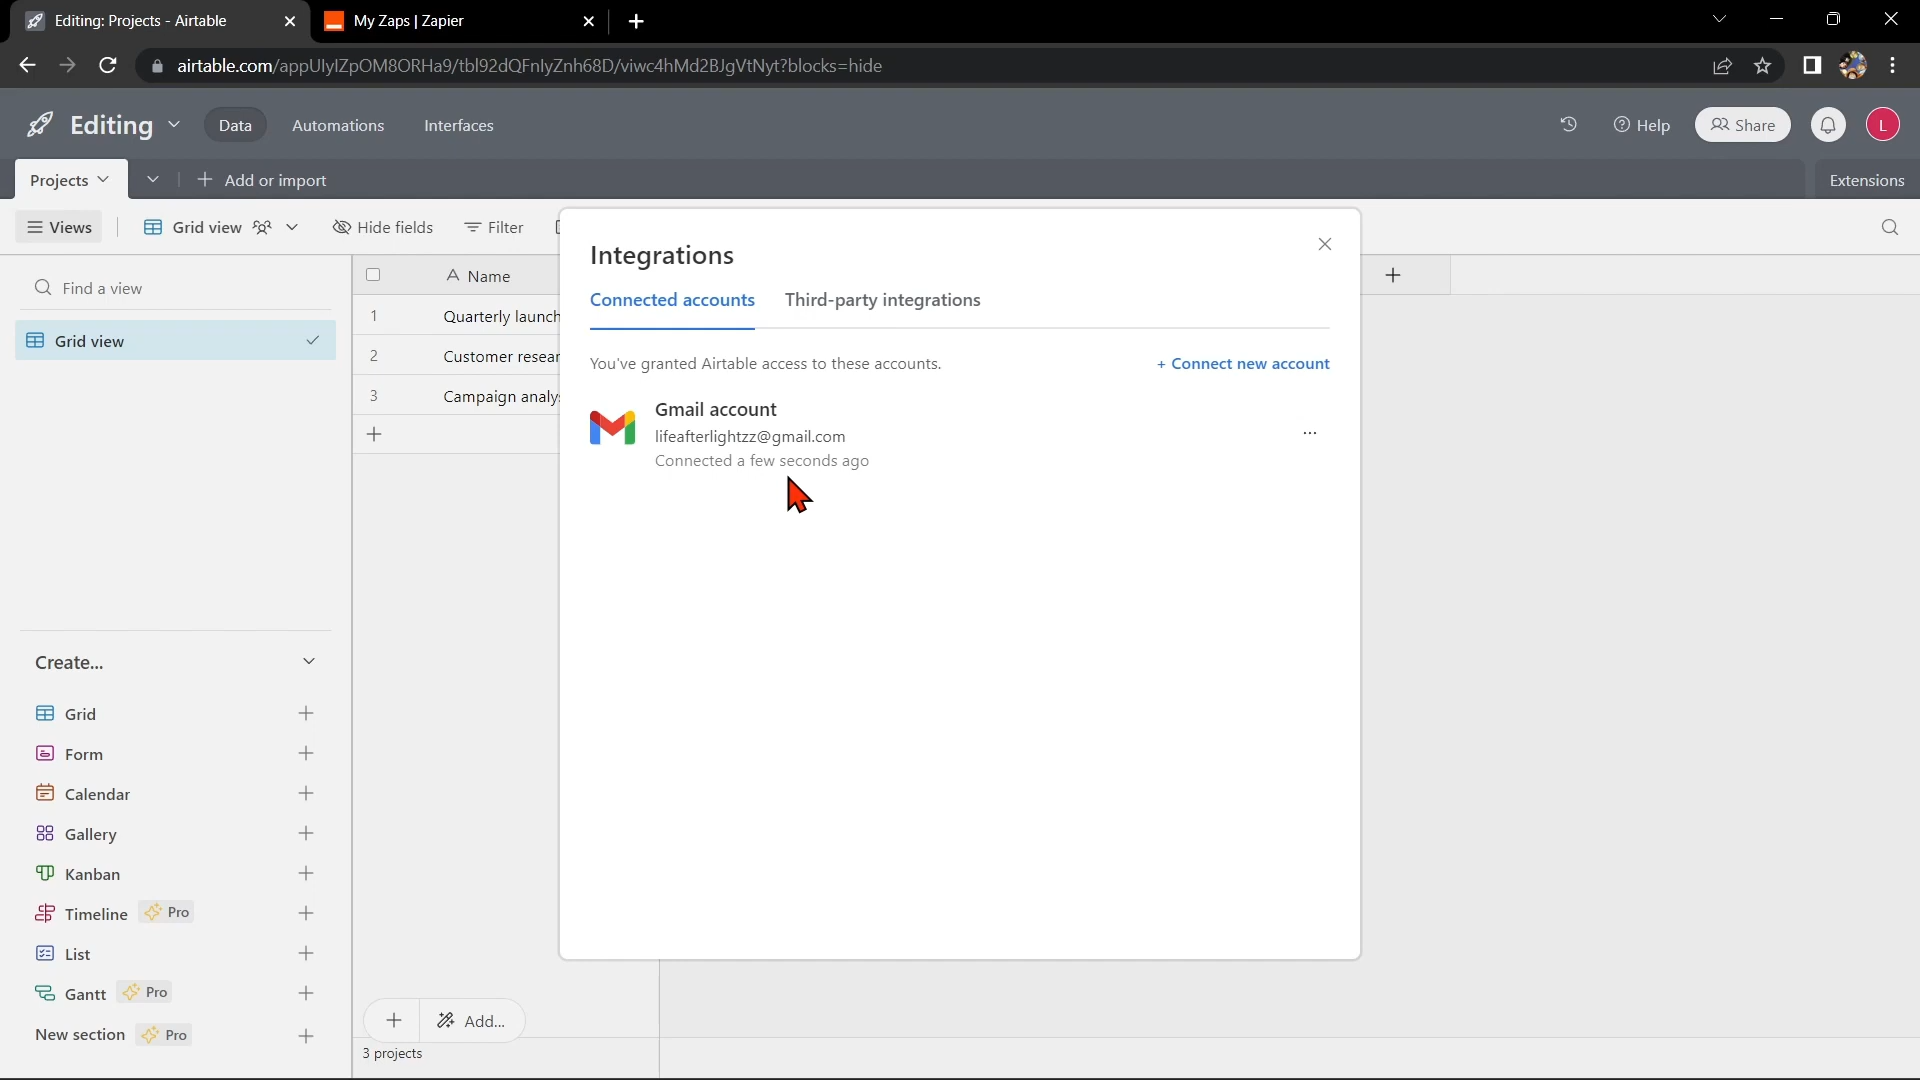 Editing: Projects - Airtable
My Zaps | Zapier
airtable.com/appUlyIZpOM8ORHa9/tbl92dQFnIyZnh68D/viwc4hMd2BJgVtNyt?blocks=hide
Editing
Data
Automations
Interfaces
Help
Share
L
Projects
Add or import
Extensions
Views
Grid view
Hide fields
Filter
Find a view
Grid view
A Name
1 Quarterly launch
2 Customer resear
3 Campaign analy
Integrations
Connected accounts
Third-party integrations
You've granted Airtable access to these accounts.
+ Connect new account
Gmail account
lifeafterlightzz@gmail.com
Connected a few seconds ago
...
Create...
Grid
Form
Calendar
Gallery
Kanban
Timeline Pro
List
Gantt Pro
New section Pro
Add...
3 projects